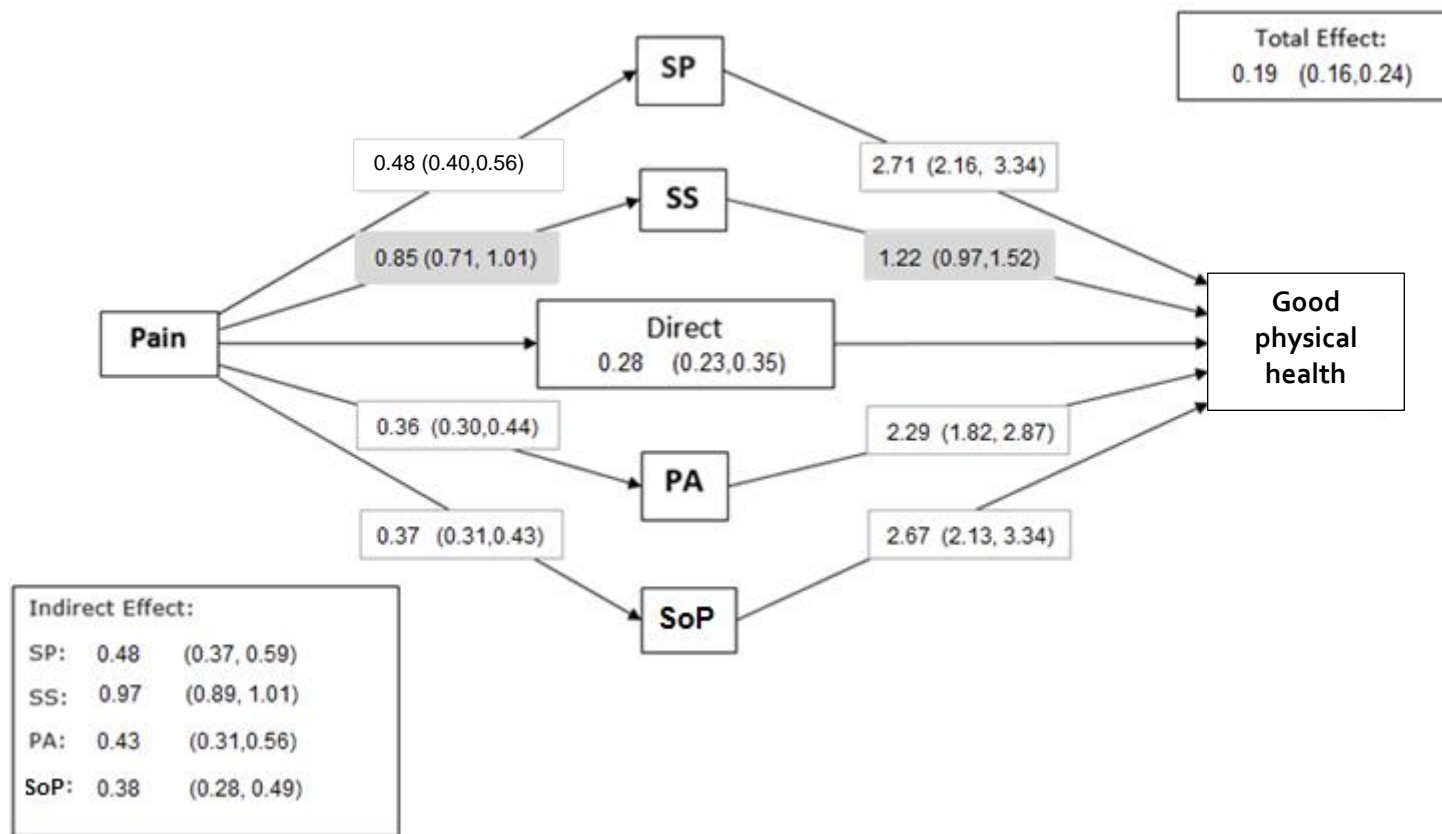 Total Effect:
0.19 (0.16,0.24)
SP
0.48 (0.40,0.56)
2.71 (2.16, 3.34)
SS
0.85 (0.71, 1.01)
1.22 (0.97,1.52)
Pain
Direct
0.28 (0.23,0.35)
Good
physical
health
0.36 (0.30,0.44)
2.29 (1.82, 2.87)
PA
0.37 (0.31,0.43)
2.67 (2.13, 3.34)
SoP
Indirect Effect:
SP: 0.48 (0.37, 0.59)
SS: 0.97 (0.89, 1.01)
PA: 0.43 (0.31,0.56)
SoP: 0.38 (0.28, 0.49)